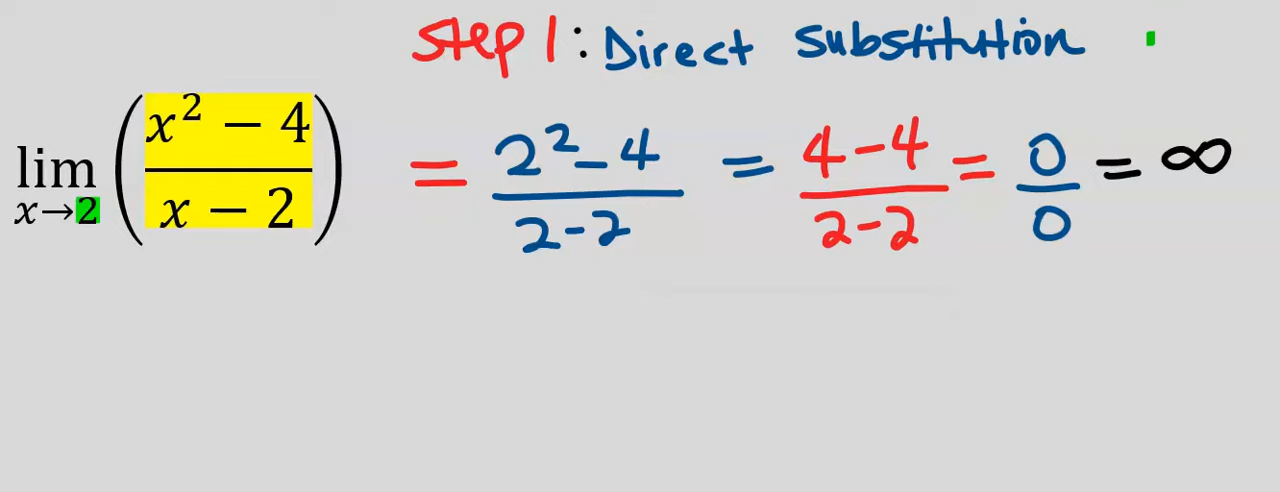 Step 1: Direct substitution
lim x→2 (x² − 4 / x − 2) = 2² - 4 / 2 - 2 = 4 - 4 / 2 - 2 = 0 / 0 = ∞